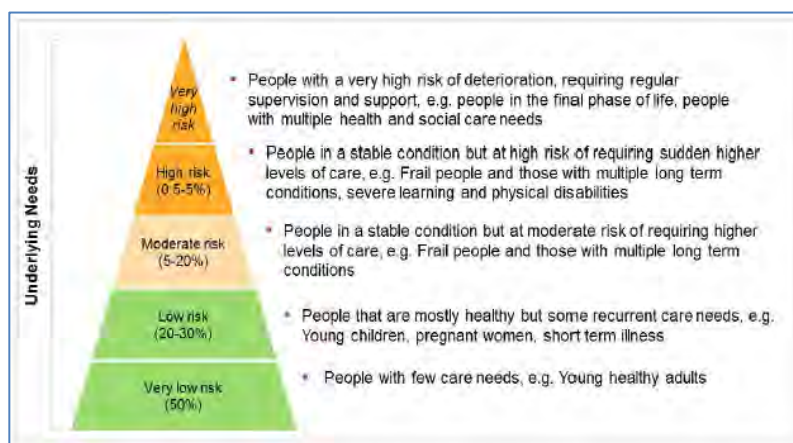 Underlying Needs
Very
high
risk
• People with a very high risk of deterioration, requiring regular
supervision and support, e.g. people in the final phase of life, people
with multiple health and social care needs
High risk
(0.5-5%)
• People in a stable condition but at high risk of requiring sudden higher
levels of care, e.g. Frail people and those with multiple long term
conditions, severe learning and physical disabilities
Moderate risk
(5-20%)
• People in a stable condition but at moderate risk of requiring higher
levels of care, e.g. Frail people and those with multiple long term
conditions
Low risk
(20-30%)
• People that are mostly healthy but some recurrent care needs, e.g.
Young children, pregnant women, short term illness
Very low risk
(50%)
• People with few care needs, e.g. Young healthy adults